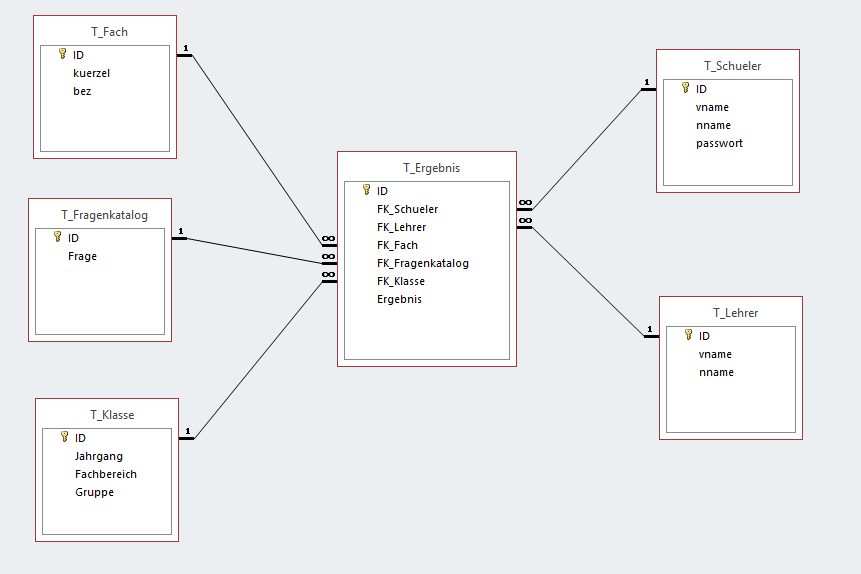 T_Fach
ID
kuerzel
bez
1
T_Fragenkatalog
ID
Frage
1
T_Klasse
ID
Jahrgang
Fachbereich
Gruppe
1
T_Ergebnis
ID
FK_Schueler
FK_Lehrer
FK_Fach
FK_Fragenkatalog
FK_Klasse
Ergebnis
∞
∞
∞
∞
∞
T_Schueler
ID
vname
nname
passwort
1
T_Lehrer
ID
vname
nname
1